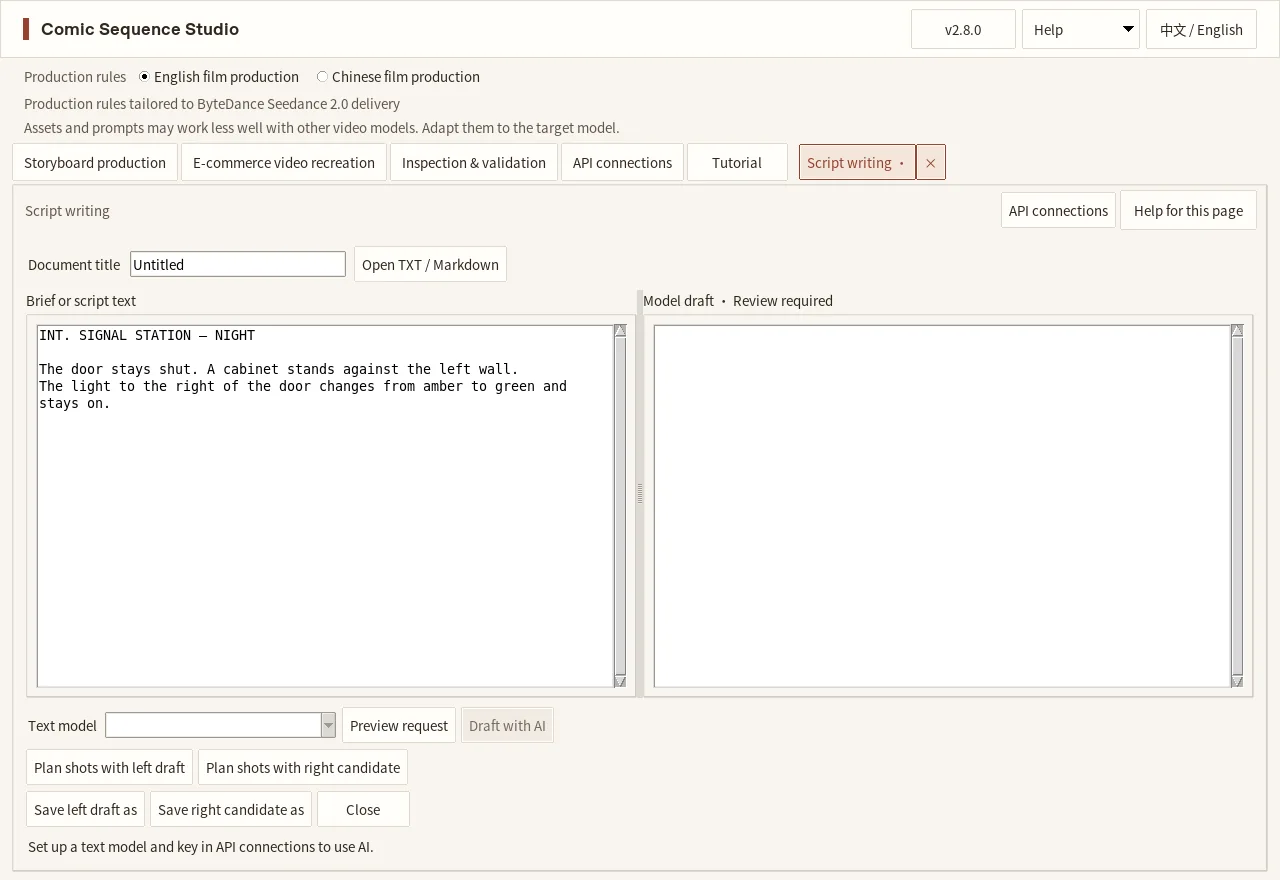 Comic Sequence Studio
v2.8.0
Help
中文 / English
Production rules
English film production
Chinese film production
Production rules tailored to ByteDance Seedance 2.0 delivery
Assets and prompts may work less well with other video models. Adapt them to the target model.
Storyboard production
E-commerce video recreation
Inspection & validation
API connections
Tutorial
Script writing •
×
Script writing
API connections
Help for this page
Document title
Untitled
Open TXT / Markdown
Brief or script text
Model draft • Review required
INT. SIGNAL STATION — NIGHT
The door stays shut. A cabinet stands against the left wall.
The light to the right of the door changes from amber to green and
stays on.
Text model
Preview request
Draft with AI
Plan shots with left draft
Plan shots with right candidate
Save left draft as
Save right candidate as
Close
Set up a text model and key in API connections to use AI.